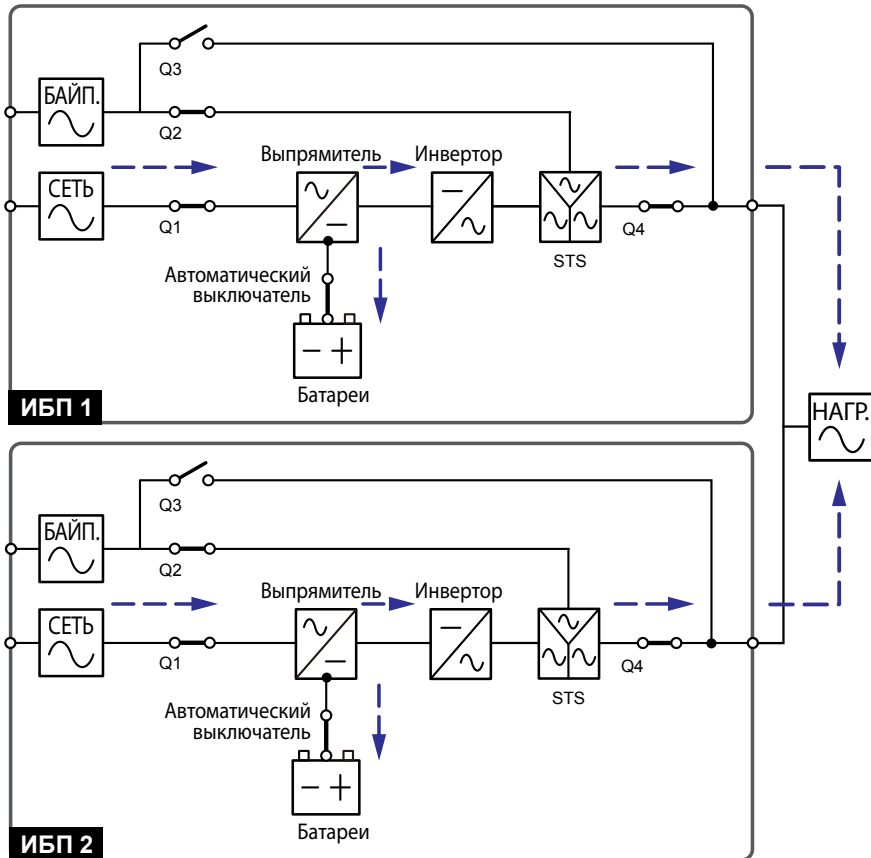 Q3
БАЙП.
Q2
Выпрямитель
Инвертор
СЕТЬ
Q1
Q4
STS
Автоматический
выключатель
Батареи
ИБП 1
НАГР.
Q3
БАЙП.
Q2
Выпрямитель
Инвертор
СЕТЬ
Q1
Q4
STS
Автоматический
выключатель
Батареи
ИБП 2